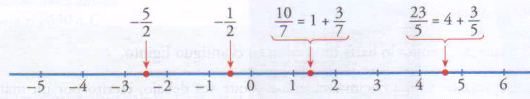 -5/2 -1/2 10/7 = 1 + 3/7 23/5 = 4 + 3/5
-5 -4 -3 -2 -1 0 1 2 3 4 5 6